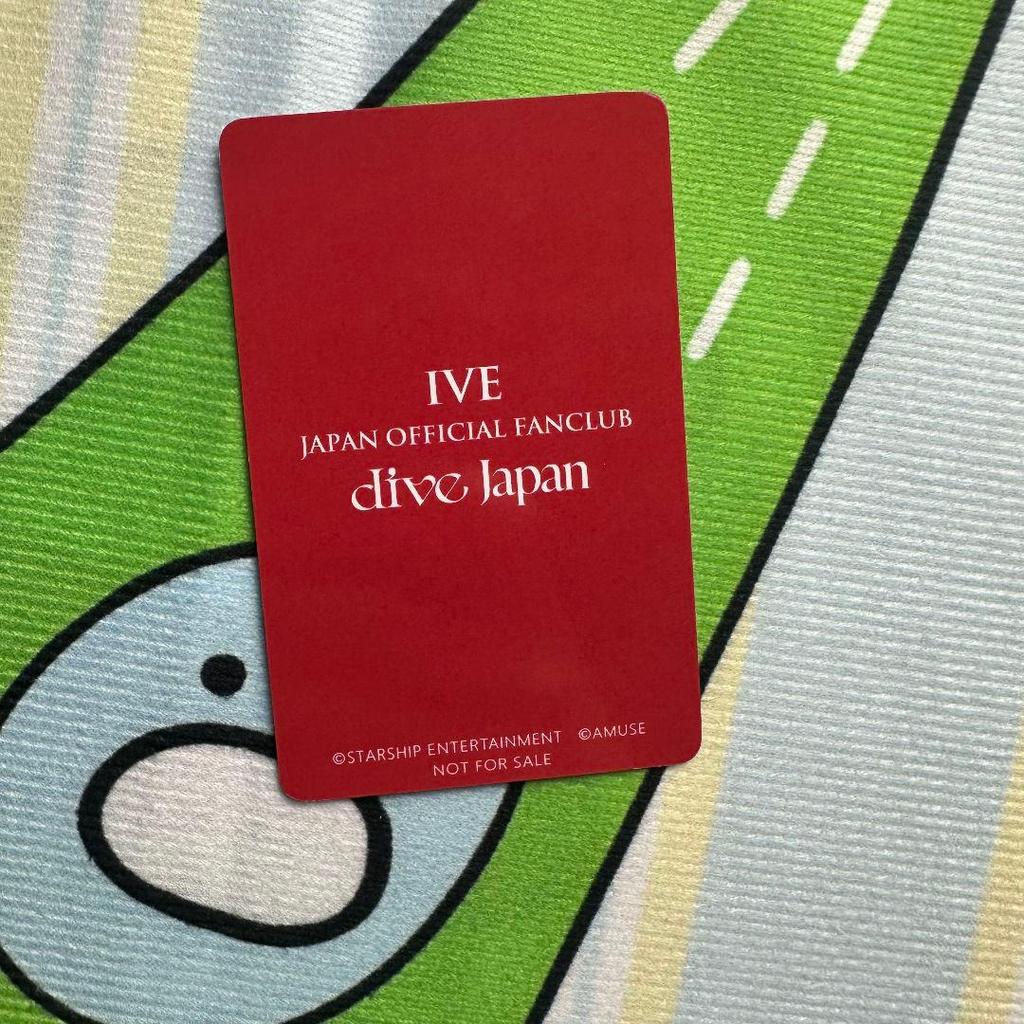 IVE
JAPAN OFFICIAL FANCLUB
dive Japan
©STARSHIP ENTERTAINMENT ©AMUSE
NOT FOR SALE